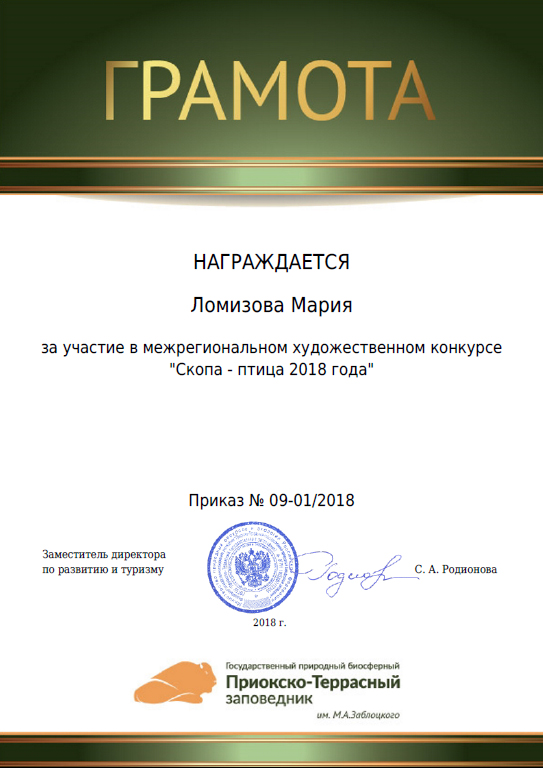 ГРАМОТА
НАГРАЖДАЕТСЯ
Ломизова Мария
за участие в межрегиональном художественном конкурсе
"Скопа - птица 2018 года"
Приказ № 09-01/2018
Заместитель директора
по развитию и туризму
С. А. Родионова
2018 г.
Государственный природный биосферный
Приокско-Террасный
заповедник
им. М.А.Заблоцкого